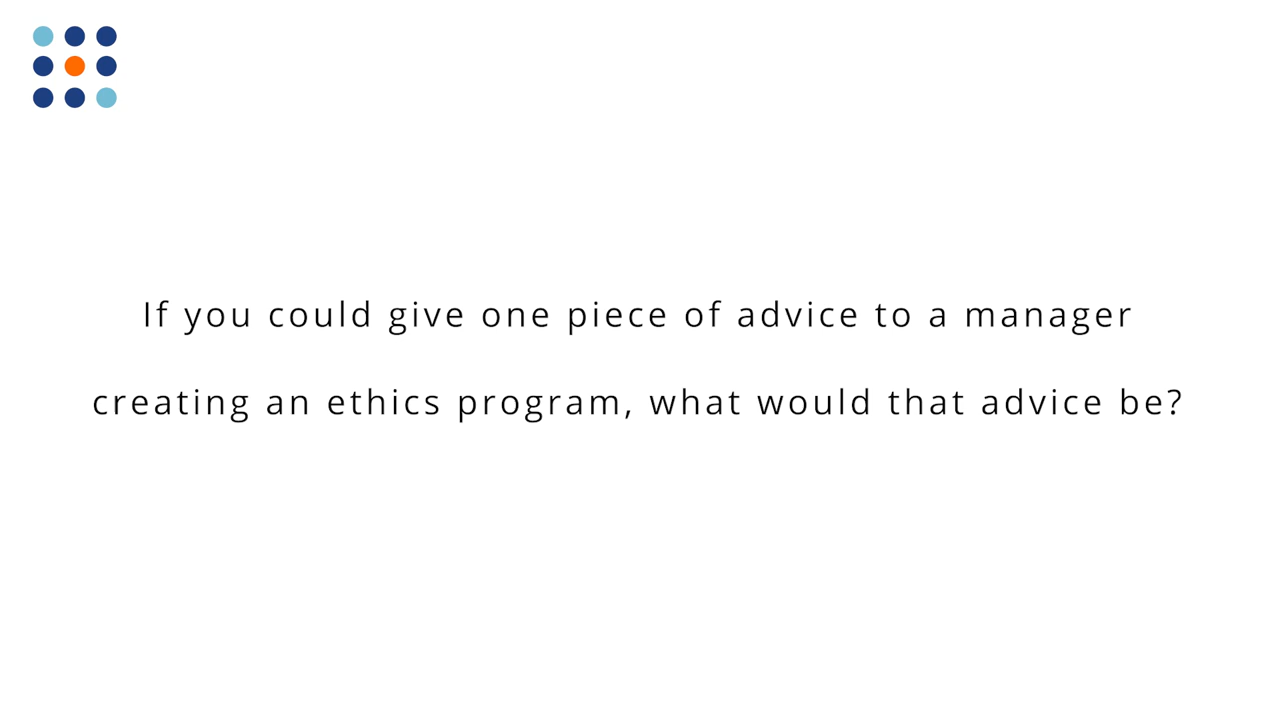 If you could give one piece of advice to a manager
creating an ethics program, what would that advice be?